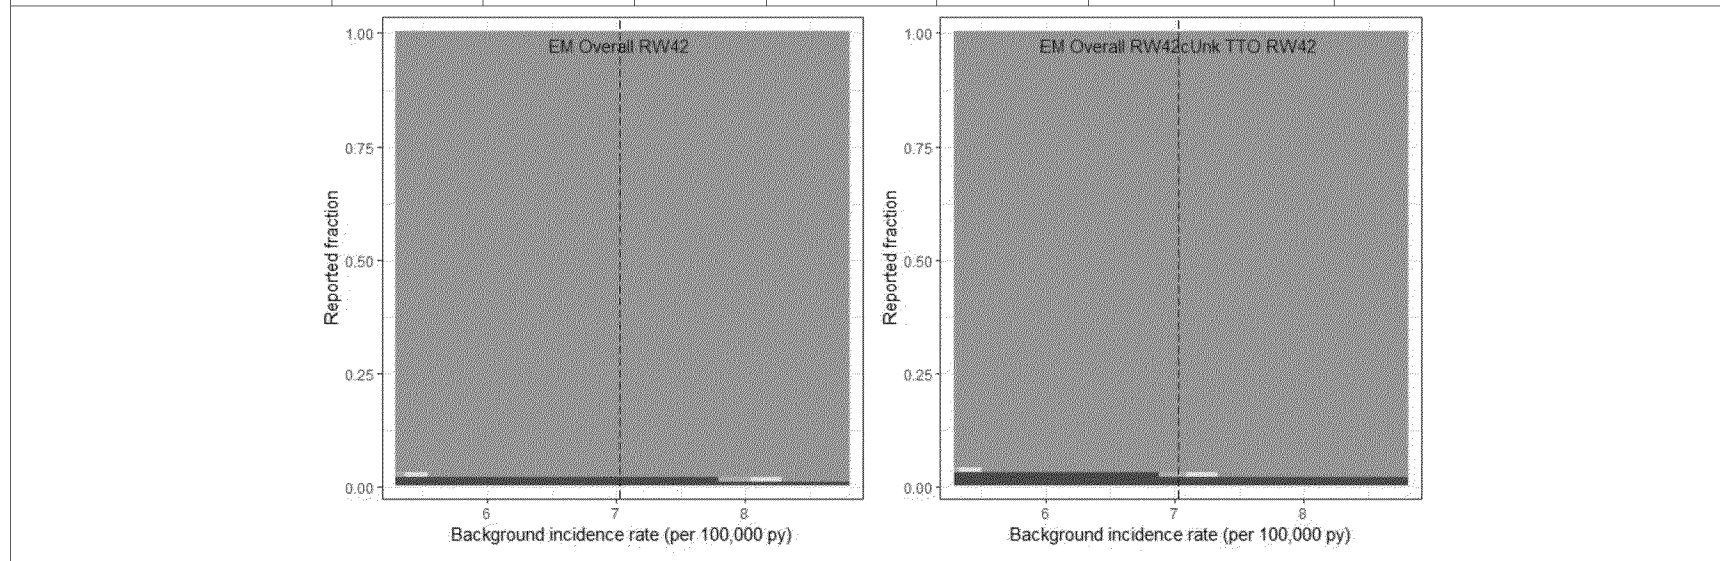 EM Overall RW42
1.00
0.75
0.50
0.25
0.00
Reported fraction
6 7 8
Background incidence rate (per 100,000 py)
EM Overall RW42cUnk TTO RW42
1.00
0.75
0.50
0.25
0.00
Reported fraction
6 7 8
Background incidence rate (per 100,000 py)